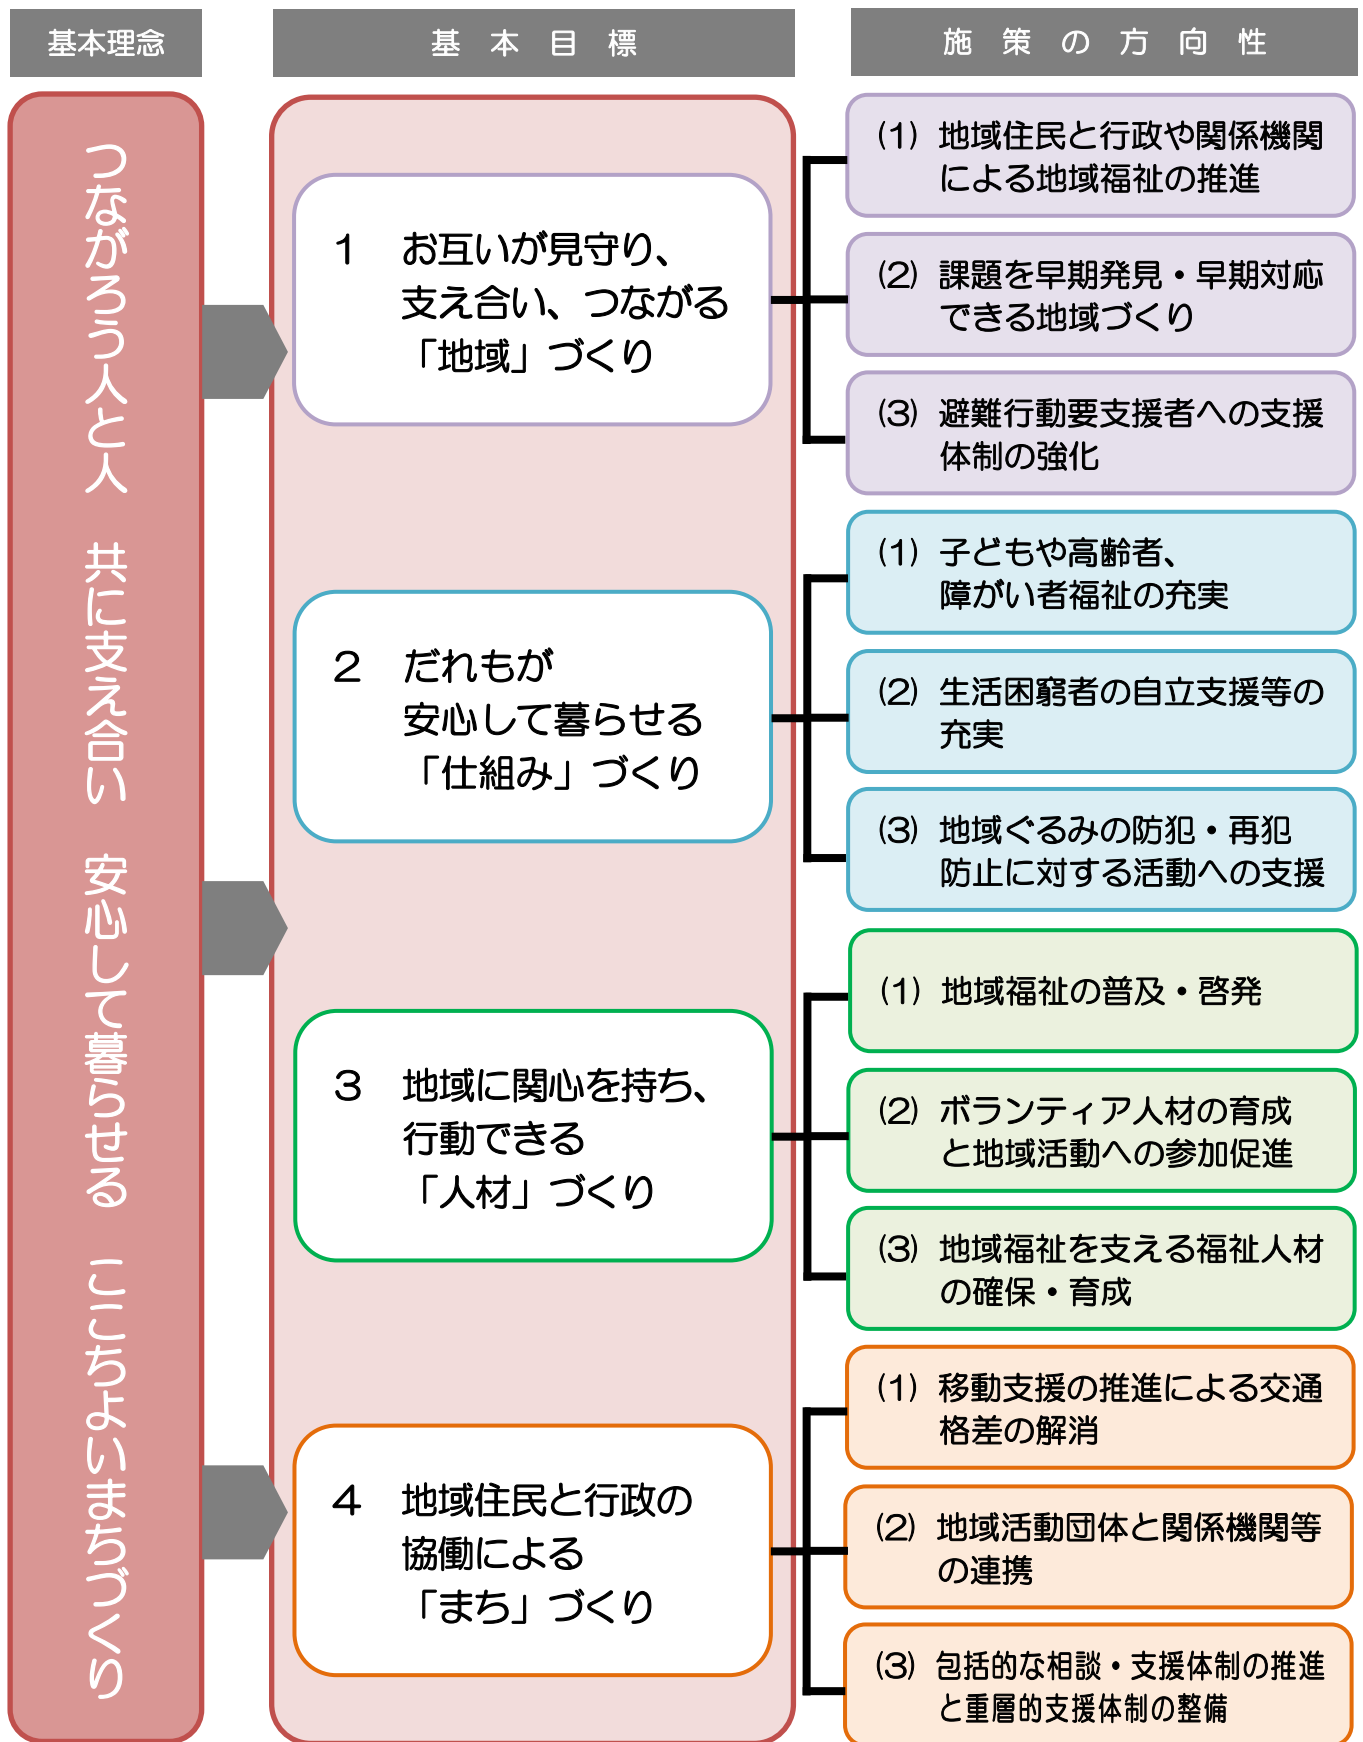 基本理念
基　本　目　標
施　策　の　方　向　性
つながろう人と人　共に支え合い　安心して暮らせる　ここちよいまちづくり
１　お互いが見守り、
支え合い、つながる
「地域」づくり
(1) 地域住民と行政や関係機関
による地域福祉の推進
(2) 課題を早期発見・早期対応
できる地域づくり
(3) 避難行動要支援者への支援
体制の強化
２　だれもが
安心して暮らせる
「仕組み」づくり
(1) 子どもや高齢者、
障がい者福祉の充実
(2) 生活困窮者の自立支援等の
充実
(3) 地域ぐるみの防犯・再犯
防止に対する活動への支援
３　地域に関心を持ち、
行動できる
「人材」づくり
(1) 地域福祉の普及・啓発
(2) ボランティア人材の育成
と地域活動への参加促進
(3) 地域福祉を支える福祉人材
の確保・育成
４　地域住民と行政の
協働による
「まち」づくり
(1) 移動支援の推進による交通
格差の解消
(2) 地域活動団体と関係機関等
の連携
(3) 包括的な相談・支援体制の推進
と重層的支援体制の整備